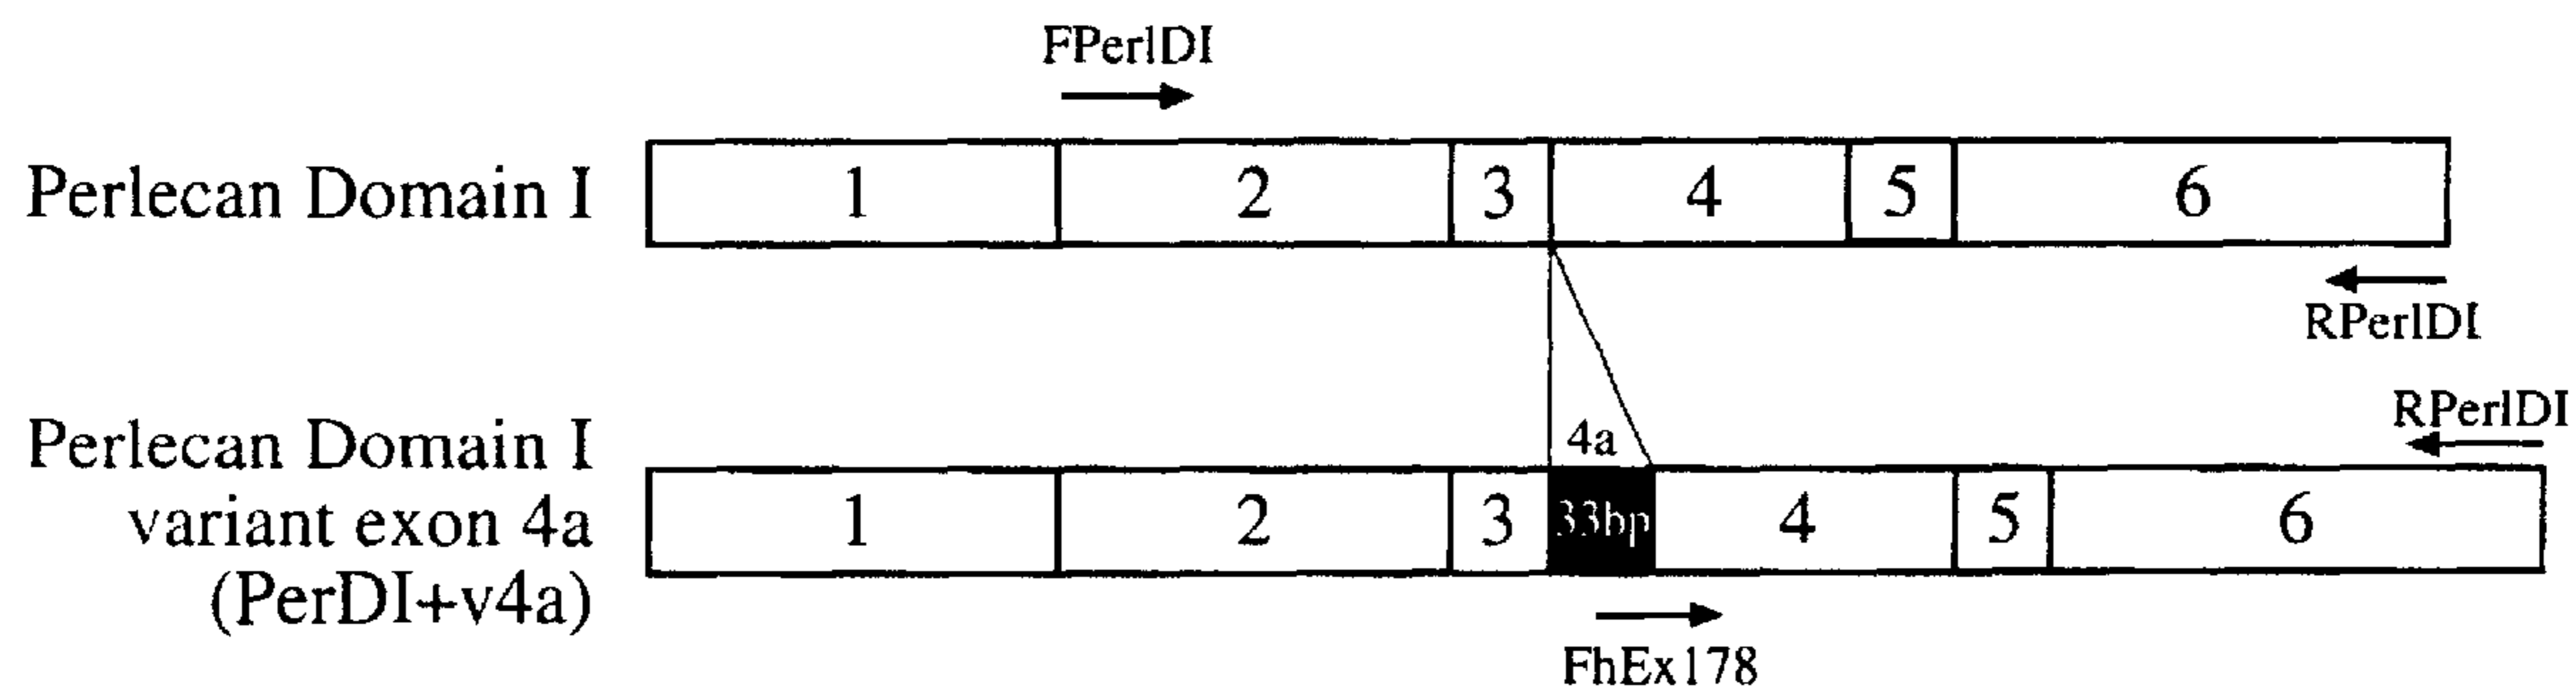 FPerlDI
Perlecan Domain I
1 2 3 4 5 6
RPerlDI
RPerlDI
4a
Perlecan Domain I
variant exon 4a
(PerDI+v4a)
1 2 3 33bp 4 5 6
FhEx178